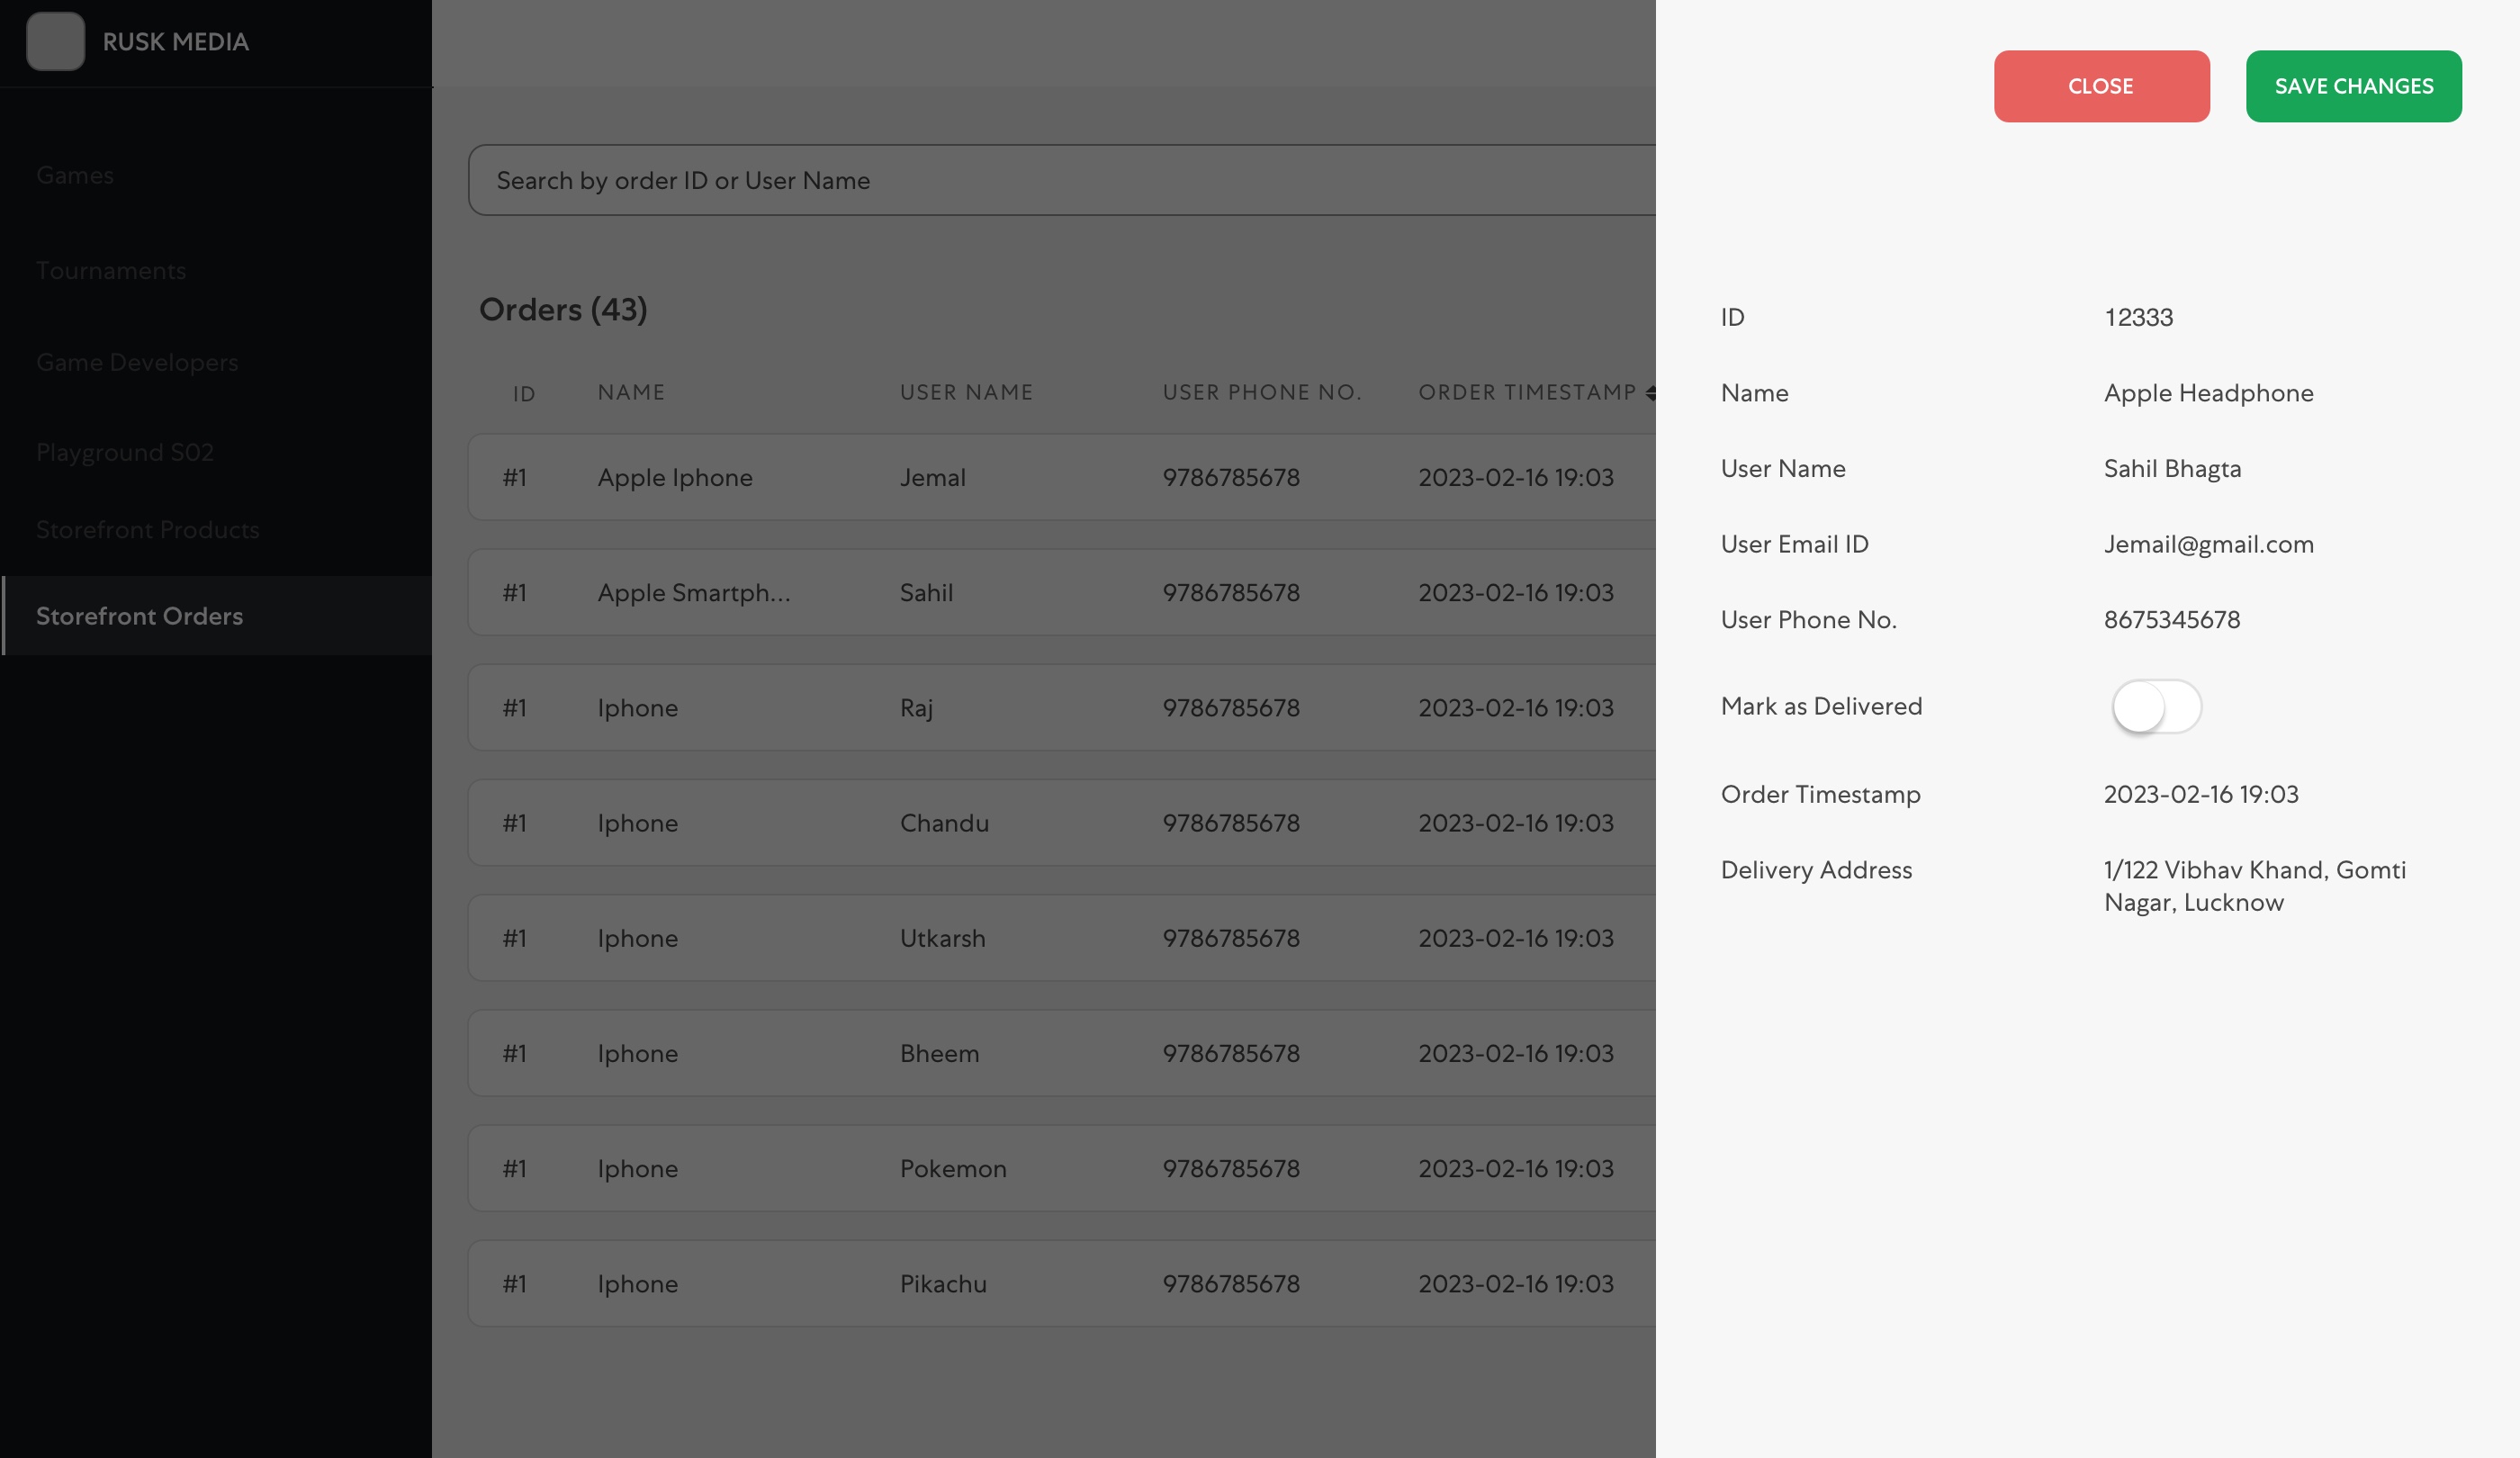 RUSK MEDIA
Games
Tournaments
Game Developers
Playground S02
Storefront Products
Storefront Orders
Search by order ID or User Name
Orders (43)
ID NAME USER NAME USER PHONE NO. ORDER TIMESTAMP
#1 Apple Iphone Jemal 9786785678 2023-02-16 19:03
#1 Apple Smartph... Sahil 9786785678 2023-02-16 19:03
#1 Iphone Raj 9786785678 2023-02-16 19:03
#1 Iphone Chandu 9786785678 2023-02-16 19:03
#1 Iphone Utkarsh 9786785678 2023-02-16 19:03
#1 Iphone Bheem 9786785678 2023-02-16 19:03
#1 Iphone Pokemon 9786785678 2023-02-16 19:03
#1 Iphone Pikachu 9786785678 2023-02-16 19:03
CLOSE SAVE CHANGES
ID 12333
Name Apple Headphone
User Name Sahil Bhagta
User Email ID Jemail@gmail.com
User Phone No. 8675345678
Mark as Delivered
Order Timestamp 2023-02-16 19:03
Delivery Address 1/122 Vibhav Khand, Gomti
Nagar, Lucknow